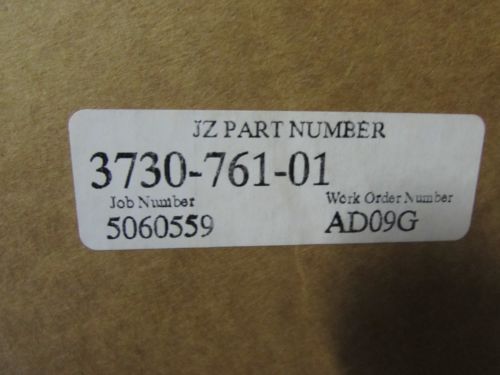 JZ PART NUMBER
3730-761-01
Job Number Work Order Number
5060559 AD09G